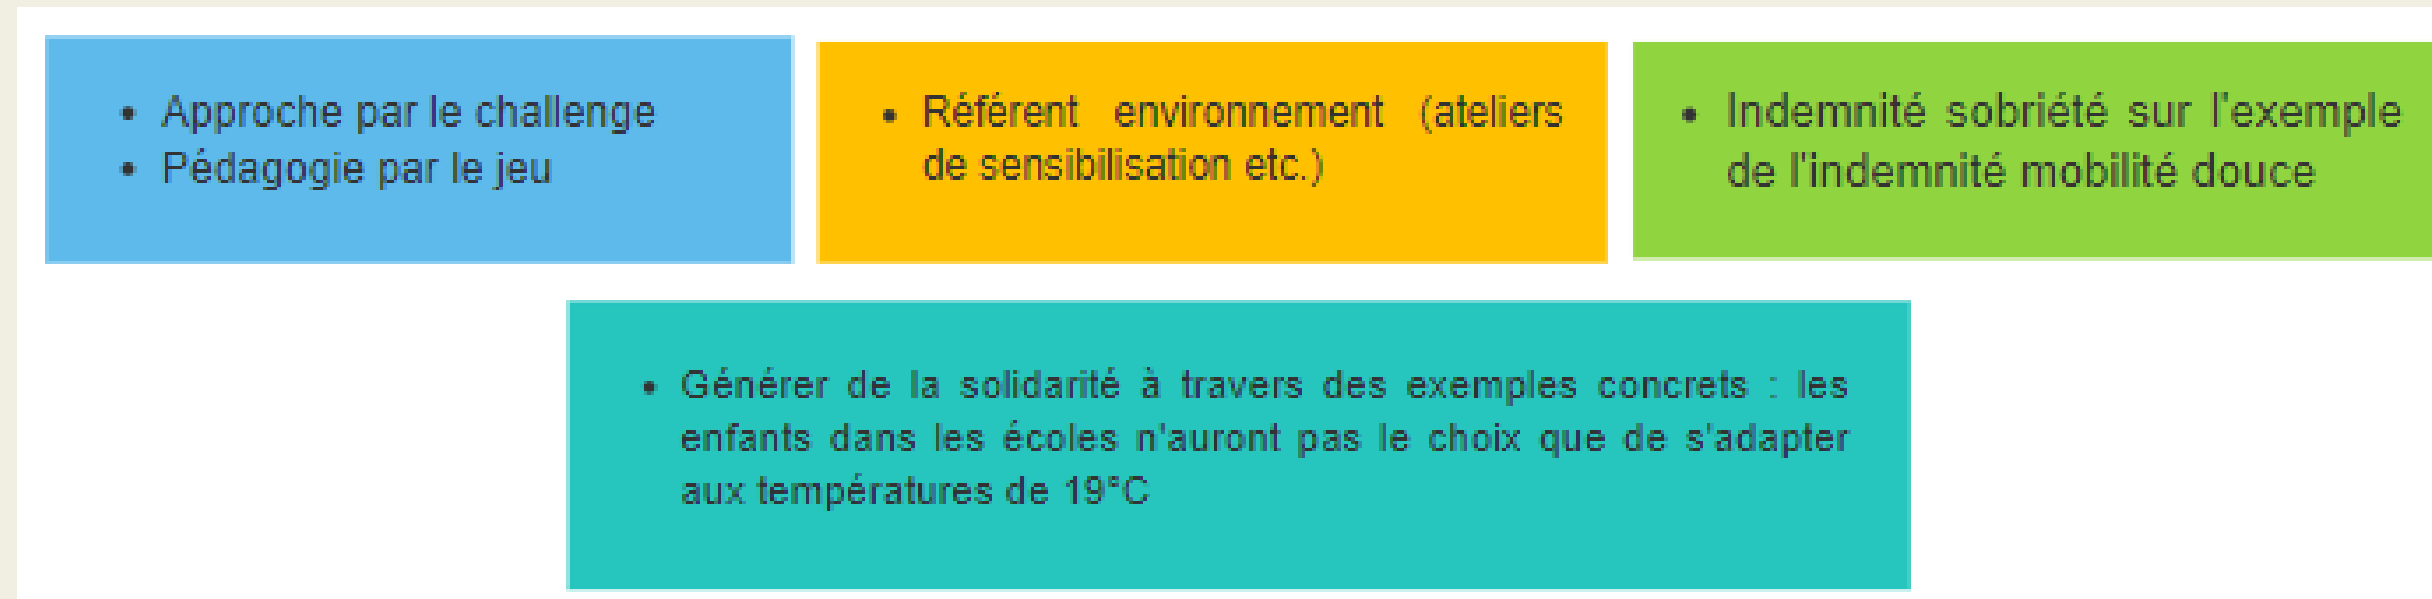 • Approche par le challenge
• Pédagogie par le jeu
• Référent environnement (ateliers
de sensibilisation etc.)
• Indemnité sobriété sur l'exemple
de l'indemnité mobilité douce
• Générer de la solidarité à travers des exemples concrets : les
enfants dans les écoles n'auront pas le choix que de s'adapter
aux températures de 19°C